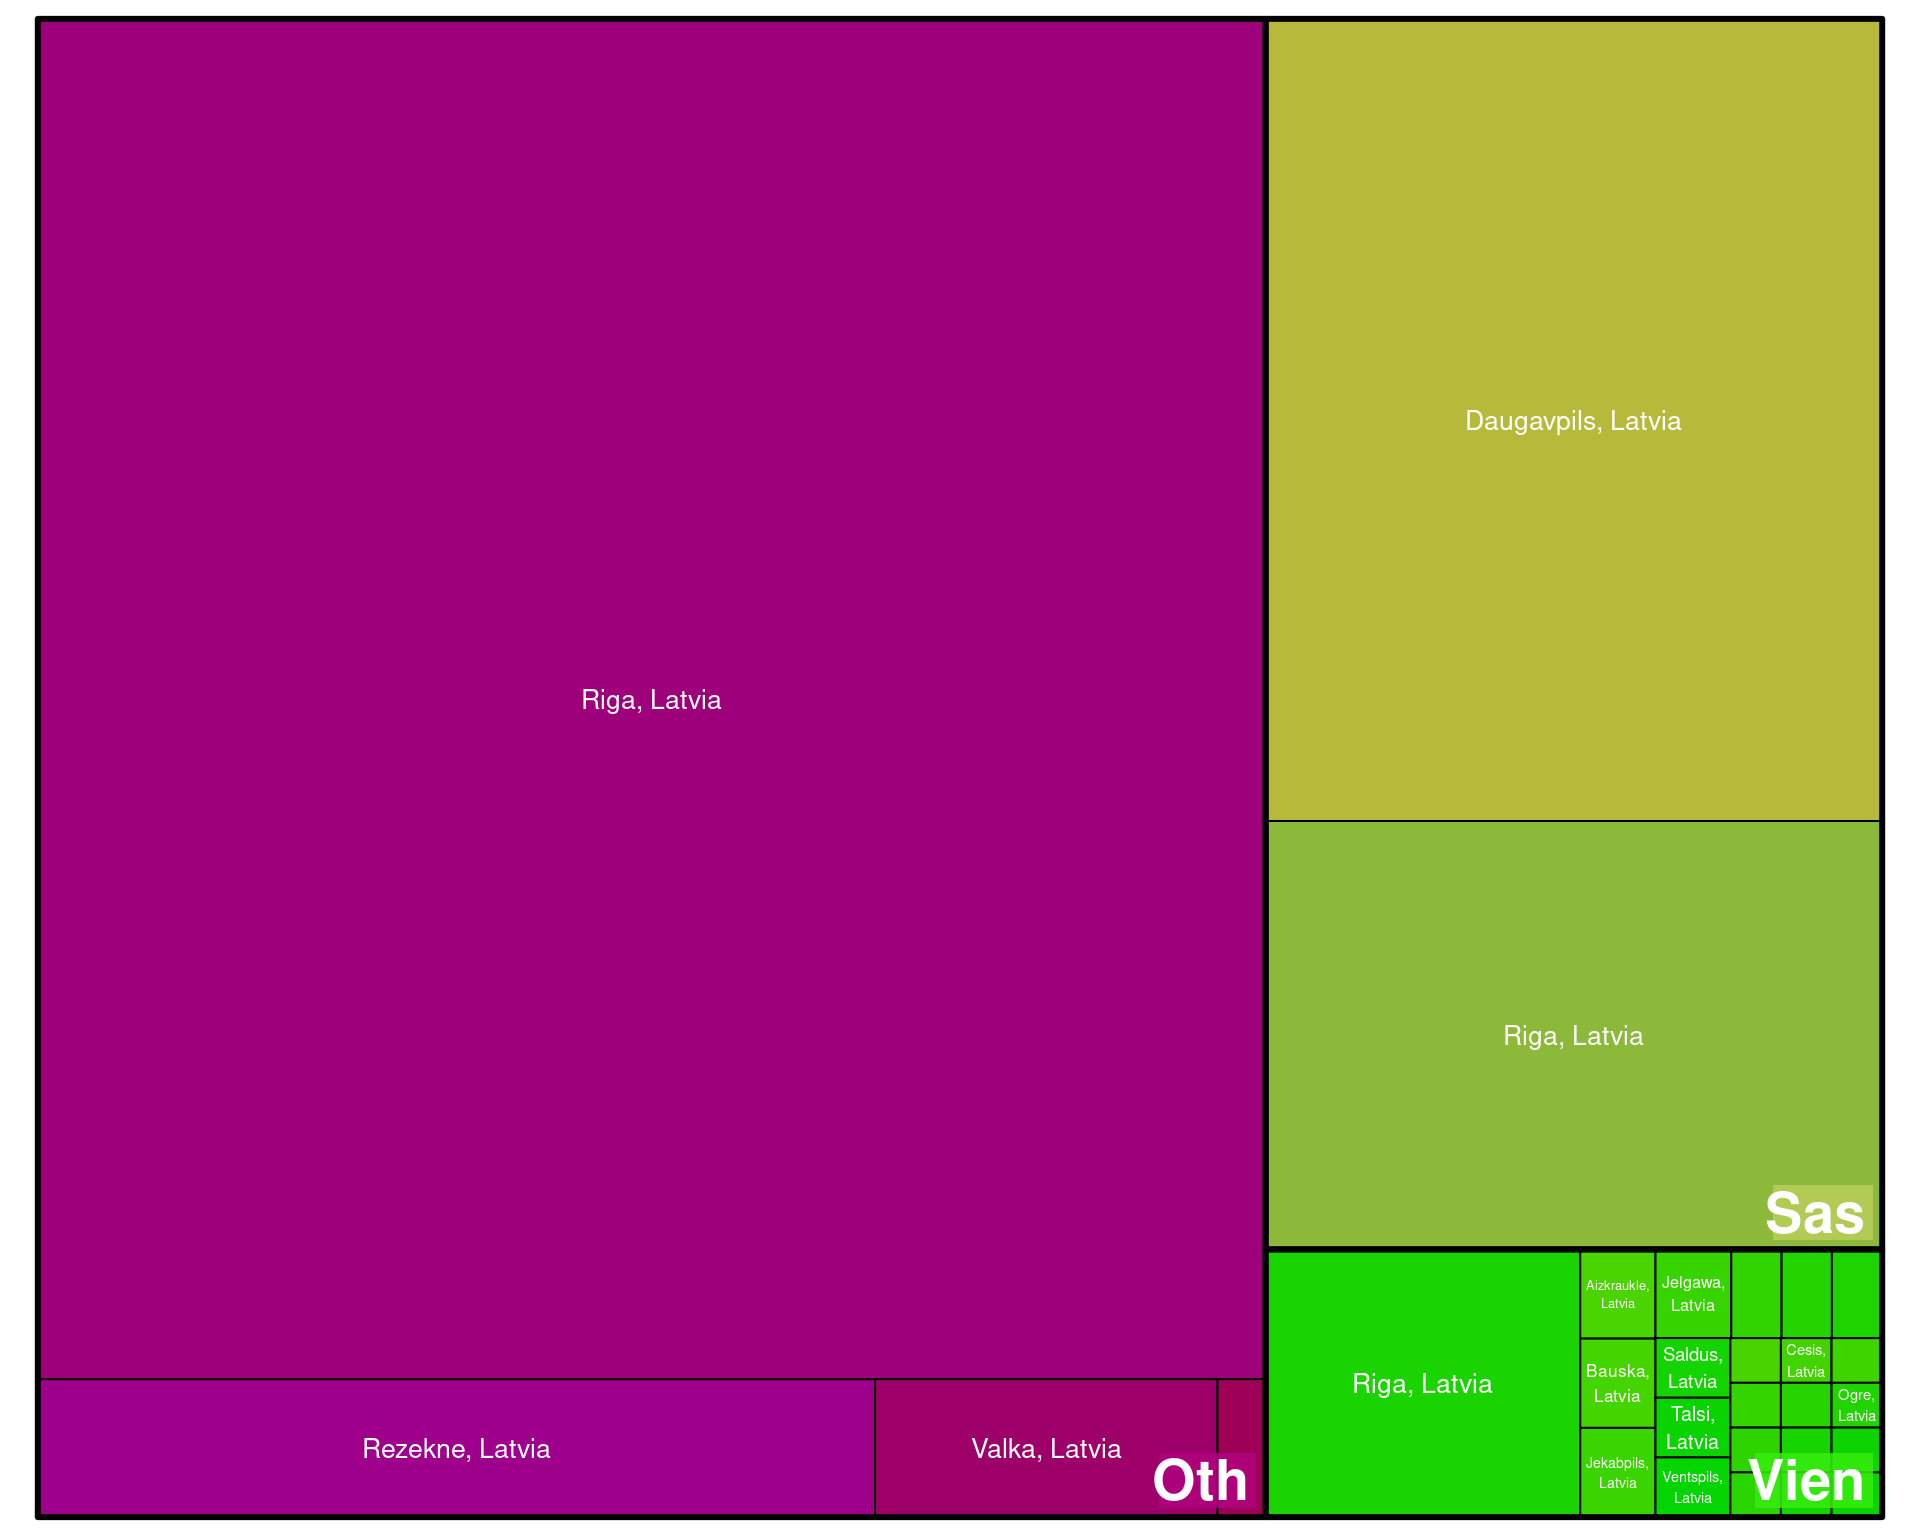 Riga, Latvia
Rezekne, Latvia
Valka, Latvia
Oth
Daugavpils, Latvia
Riga, Latvia
Sas
Riga, Latvia
Aizkraukle,
Latvia
Bauska,
Latvia
Jekabpils,
Latvia
Jelgawa,
Latvia
Saldus,
Latvia
Talsi,
Latvia
Ventspils,
Latvia
Cesis,
Latvia
Ogre,
Latvia
Vien